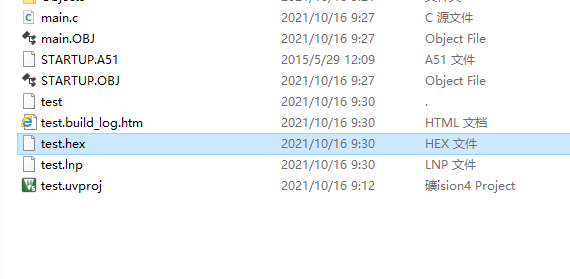 main.c 2021/10/16 9:27 C 源文件
main.OBJ 2021/10/16 9:27 Object File
STARTUP.A51 2015/5/29 12:09 A51 文件
STARTUP.OBJ 2021/10/16 9:27 Object File
test 2021/10/16 9:30 .
test.build_log.htm 2021/10/16 9:30 HTML 文档
test.hex 2021/10/16 9:30 HEX 文件
test.lnp 2021/10/16 9:30 LNP 文件
test.uvproj 2021/10/16 9:12 礦ision4 Project